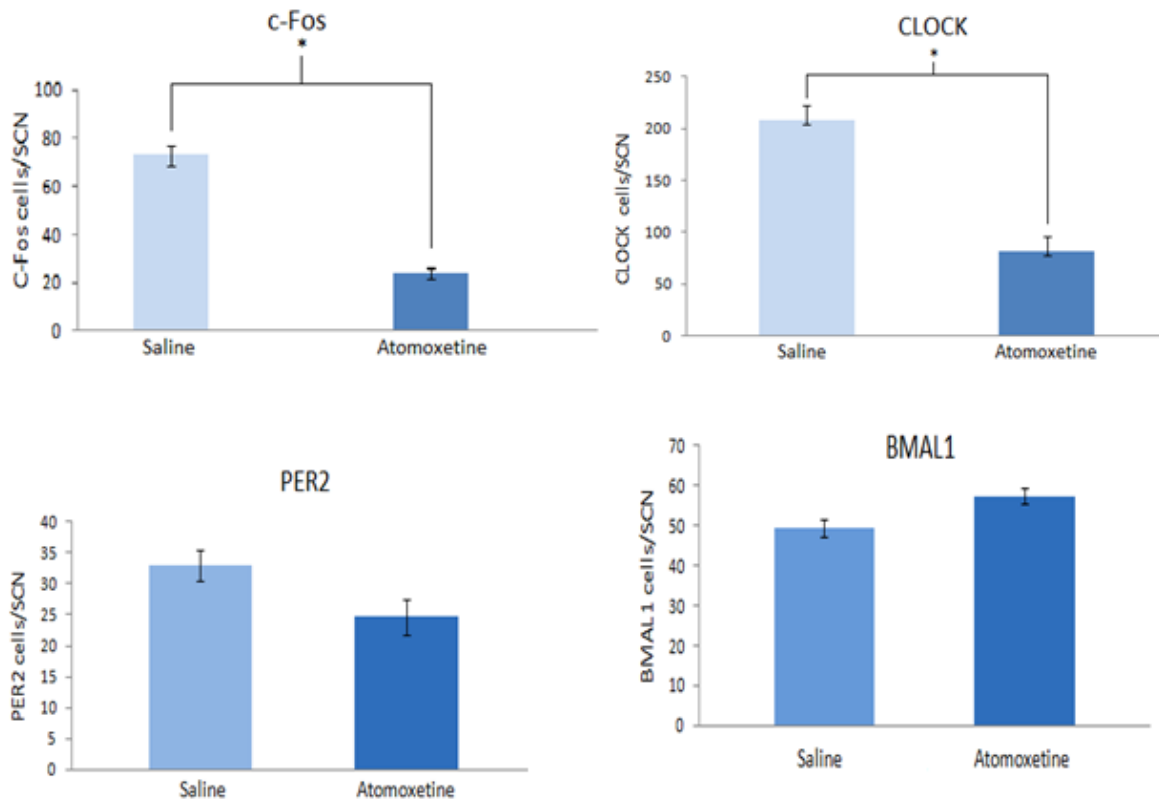 c-Fos
*
C-Fos cells/SCN
100
80
60
40
20
0
Saline Atomoxetine
CLOCK
*
CLOCK cells/SCN
250
200
150
100
50
0
Saline Atomoxetine
PER2
PER2 cells/SCN
40
35
30
25
20
15
10
5
0
Saline Atomoxetine
BMAL1
BMAL1 cells/SCN
70
60
50
40
30
20
10
0
Saline Atomoxetine